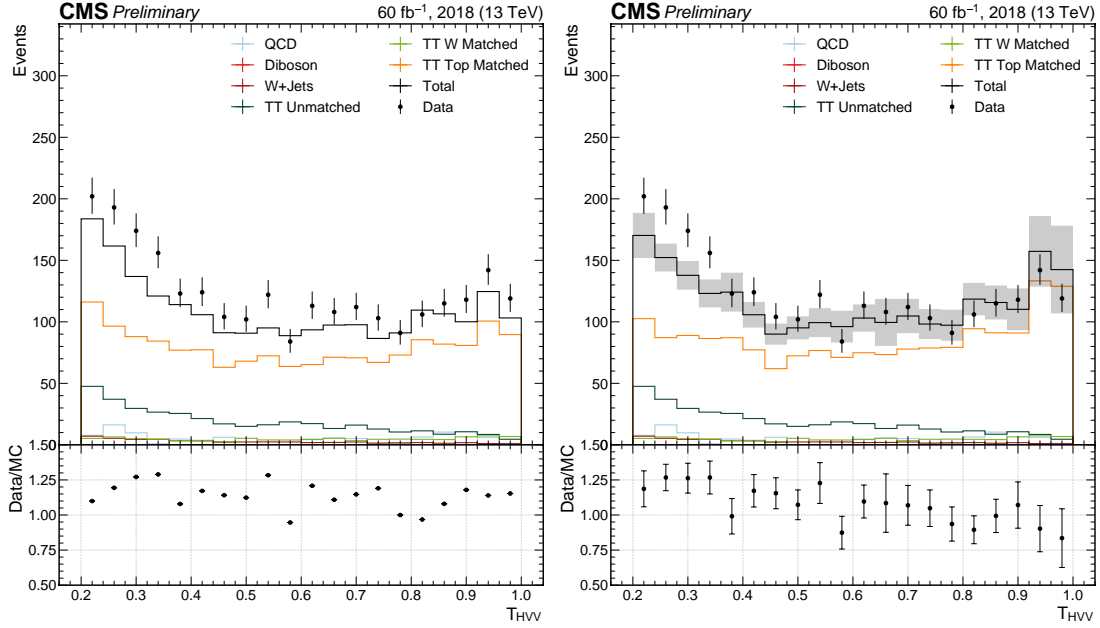 CMS Preliminary 60 fb⁻¹, 2018 (13 TeV)
Events
QCD TT W Matched
Diboson TT Top Matched
W+Jets Total
TT Unmatched Data
300
250
200
150
100
50
Data/MC
1.50
1.25
1.00
0.75
0.50
0.2 0.3 0.4 0.5 0.6 0.7 0.8 0.9 1.0
T_HVV
CMS Preliminary 60 fb⁻¹, 2018 (13 TeV)
Events
QCD TT W Matched
Diboson TT Top Matched
W+Jets Total
TT Unmatched Data
300
250
200
150
100
50
Data/MC
1.50
1.25
1.00
0.75
0.50
0.2 0.3 0.4 0.5 0.6 0.7 0.8 0.9 1.0
T_HVV